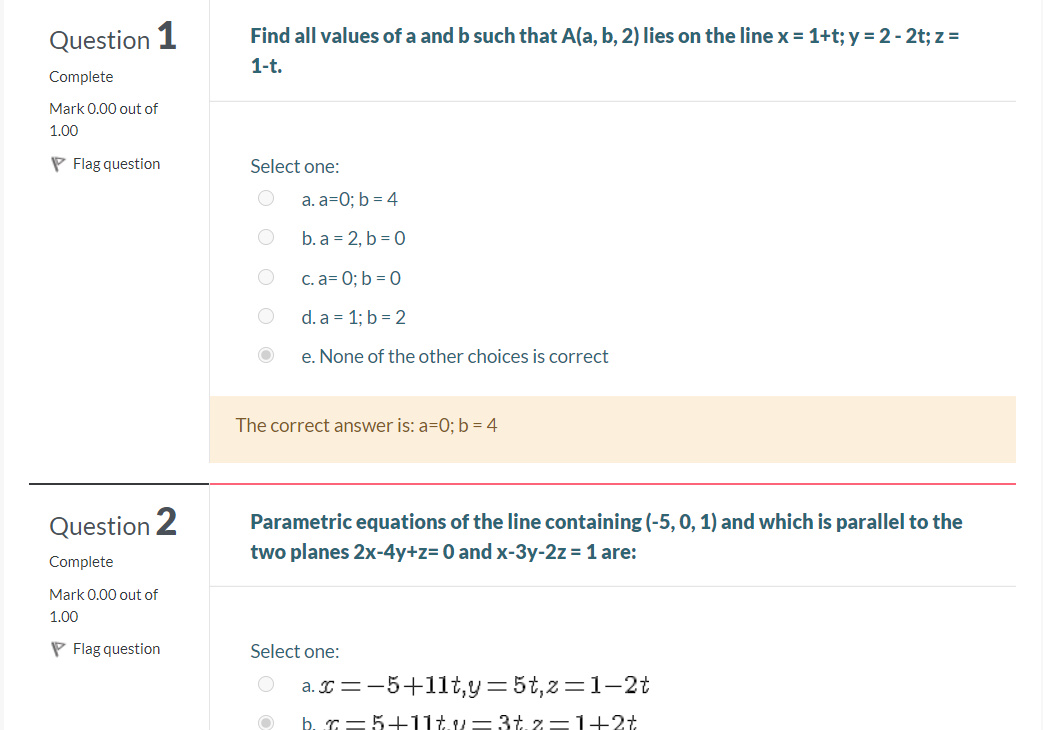 Question 1
Complete
Mark 0.00 out of
1.00
Flag question
Find all values of a and b such that A(a, b, 2) lies on the line x = 1+t; y = 2 - 2t; z =
1-t.
Select one:
a. a=0; b = 4
b. a = 2, b = 0
c. a= 0; b = 0
d. a = 1; b = 2
e. None of the other choices is correct
The correct answer is: a=0; b = 4
Question 2
Complete
Mark 0.00 out of
1.00
Flag question
Parametric equations of the line containing (-5, 0, 1) and which is parallel to the
two planes 2x-4y+z= 0 and x-3y-2z = 1 are:
Select one:
a. x=−5+11t,y=5t,z=1−2t
b. x=5+11t,y=3t,z=1+2t